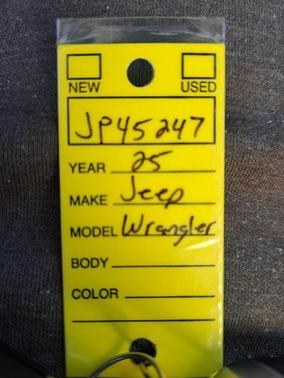 NEW USED
JP45247
YEAR 25
MAKE Jeep
MODEL Wrangler
BODY
COLOR